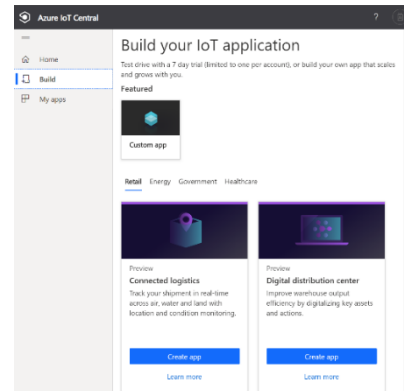 Azure IoT Central
?
Home
Build
My apps
Build your IoT application
Test drive with a 7 day trial (limited to one per account), or build your own app that scales
and grows with you.
Featured
Custom app
Retail Energy Government Healthcare
Preview
Connected logistics
Track your shipment in real-time
across air, water and land with
location and condition monitoring.
Create app
Learn more
Preview
Digital distribution center
Improve warehouse output
efficiency by digitalizing key assets
and actions.
Create app
Learn more